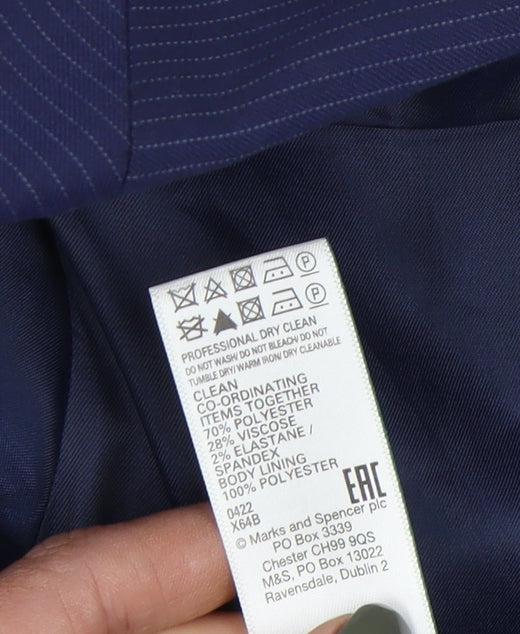 P
P
PROFESSIONAL DRY CLEAN
DO NOT WASH/ DO NOT BLEACH/ DO NOT
TUMBLE DRY/ WARM IRON/ DRY CLEANABLE
CLEAN
CO-ORDINATING
ITEMS TOGETHER
70% POLYESTER
28% VISCOSE
2% ELASTANE /
SPANDEX
BODY LINING
100% POLYESTER
0422
X64B
EAC
© Marks and Spencer plc
PO Box 3339
Chester CH99 9QS
M&S, PO Box 13022
Ravensdale, Dublin 2